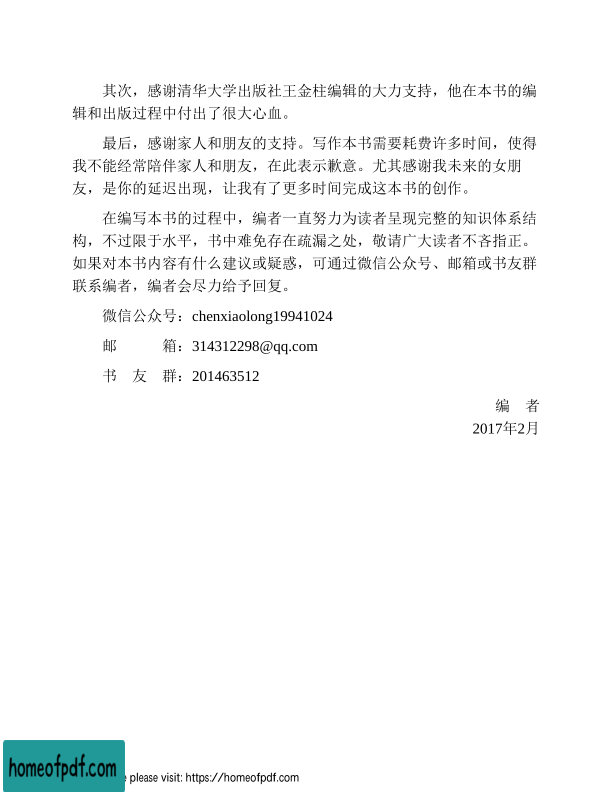 其次，感谢清华大学出版社王金柱编辑的大力支持，他在本书的编
辑和出版过程中付出了很大心血。
最后，感谢家人和朋友的支持。写作本书需要耗费许多时间，使得
我不能经常陪伴家人和朋友，在此表示歉意。尤其感谢我未来的女朋
友，是你的延迟出现，让我有了更多时间完成这本书的创作。
在编写本书的过程中，编者一直努力为读者呈现完整的知识体系结
构，不过限于水平，书中难免存在疏漏之处，敬请广大读者不吝指正。
如果对本书内容有什么建议或疑惑，可通过微信公众号、邮箱或书友群
联系编者，编者会尽力给予回复。
微信公众号：chenxiaolong19941024
邮　　　箱：314312298@qq.com
书　友　群：201463512
编　者
2017年2月
homeofpdf.com
e please visit: https://homeofpdf.com